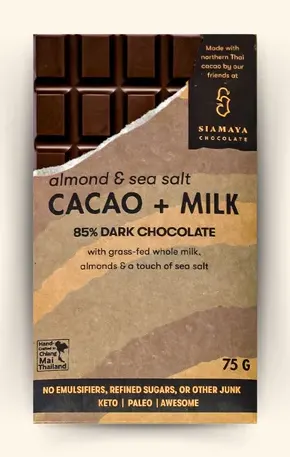 Made with
northern Thai
cacao by our
friends at
SIAMAYA
CHOCOLATE
almond & sea salt
CACAO + MILK
85% DARK CHOCOLATE
with grass-fed whole milk,
almonds & a touch of sea salt
Hand-
Crafted in
Chiang
Mai
Thailand
75 G
NO EMULSIFIERS, REFINED SUGARS, OR OTHER JUNK
KETO | PALEO | AWESOME